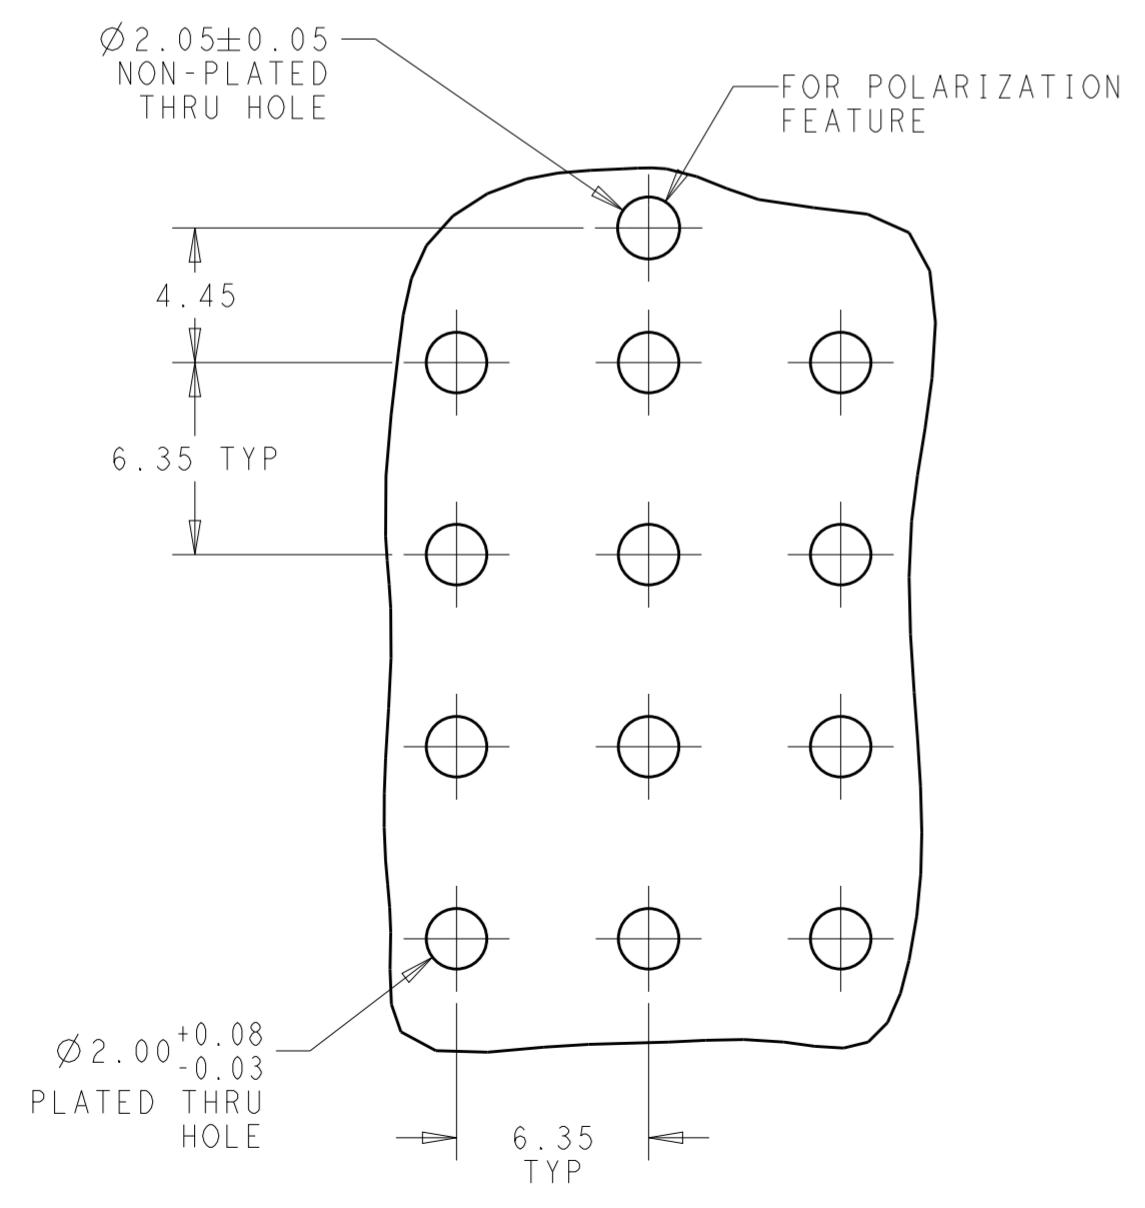 Ø2.05±0.05
NON-PLATED
THRU HOLE
FOR POLARIZATION
FEATURE
4.45
6.35 TYP
Ø2.00 +0.08
-0.03
PLATED THRU
HOLE
6.35
TYP